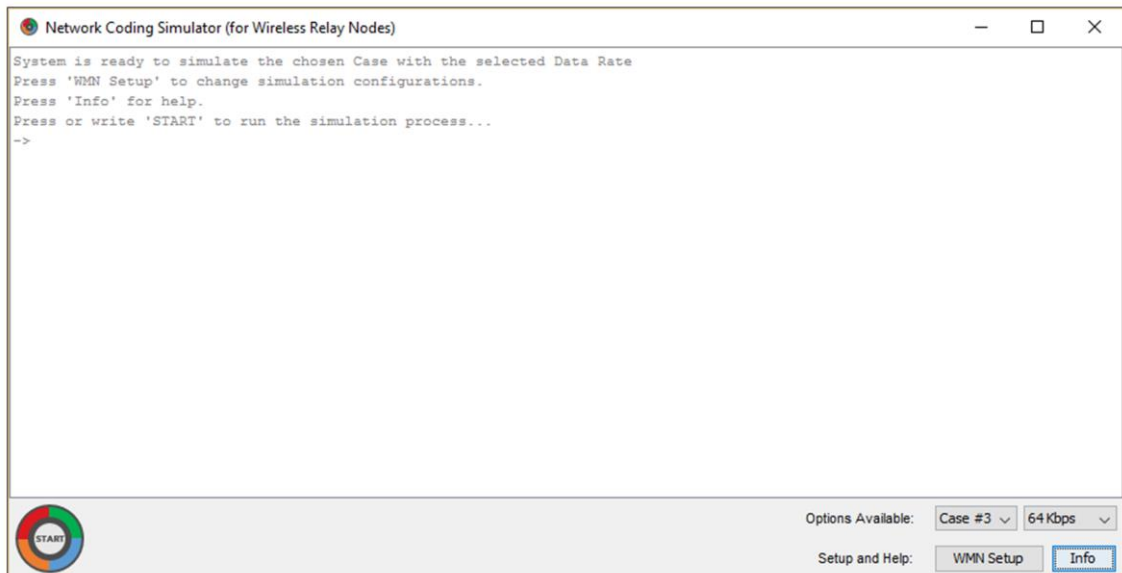 Network Coding Simulator (for Wireless Relay Nodes)
System is ready to simulate the chosen Case with the selected Data Rate
Press 'WMN Setup' to change simulation configurations.
Press 'Info' for help.
Press or write 'START' to run the simulation process...
->
START
Options Available: Case #3 64 Kbps
Setup and Help: WMN Setup Info